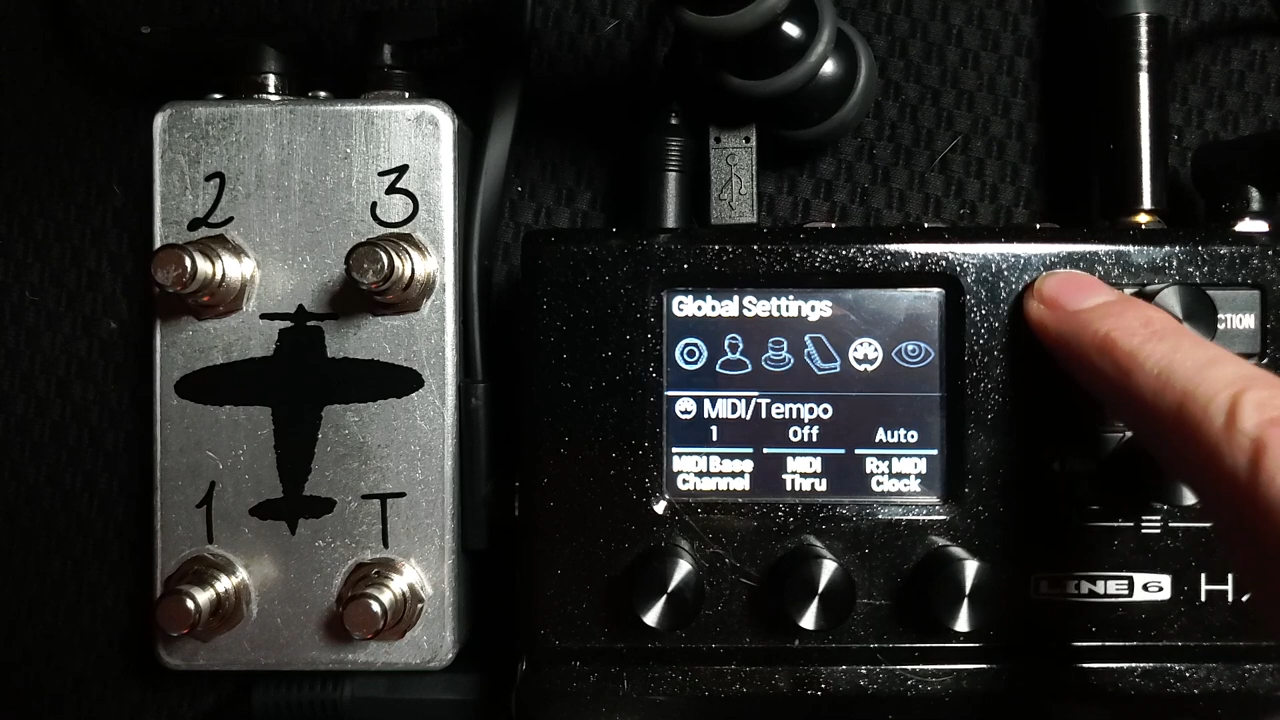 2 3
1 T
Global Settings
MIDI/Tempo
1 Off Auto
MIDI Base MIDI Rx MIDI
Channel Thru Clock
CTION
LINE 6 H